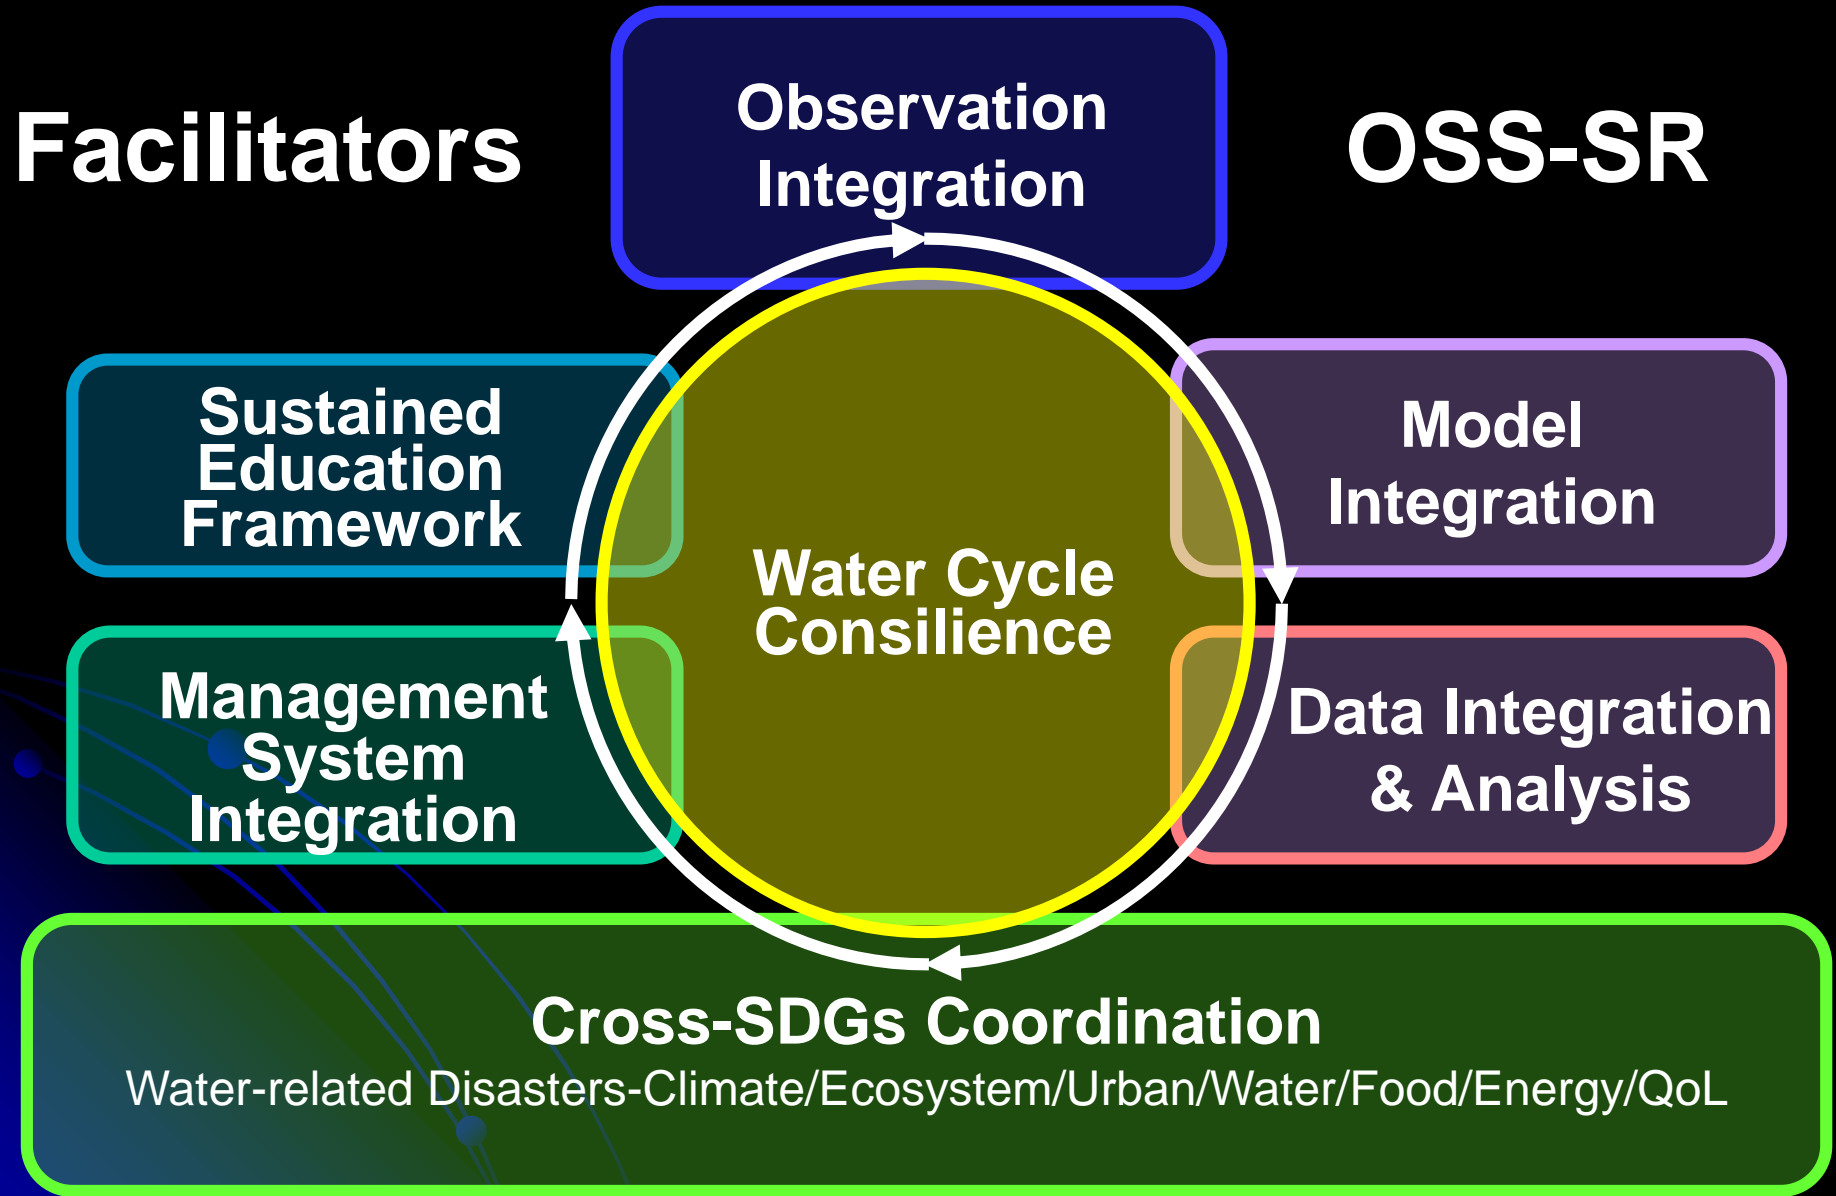 Facilitators
Observation
Integration
OSS-SR
Sustained
Education
Framework
Model
Integration
Water Cycle
Consilience
Management
System
Integration
Data Integration
& Analysis
Cross-SDGs Coordination
Water-related Disasters-Climate/Ecosystem/Urban/Water/Food/Energy/QoL